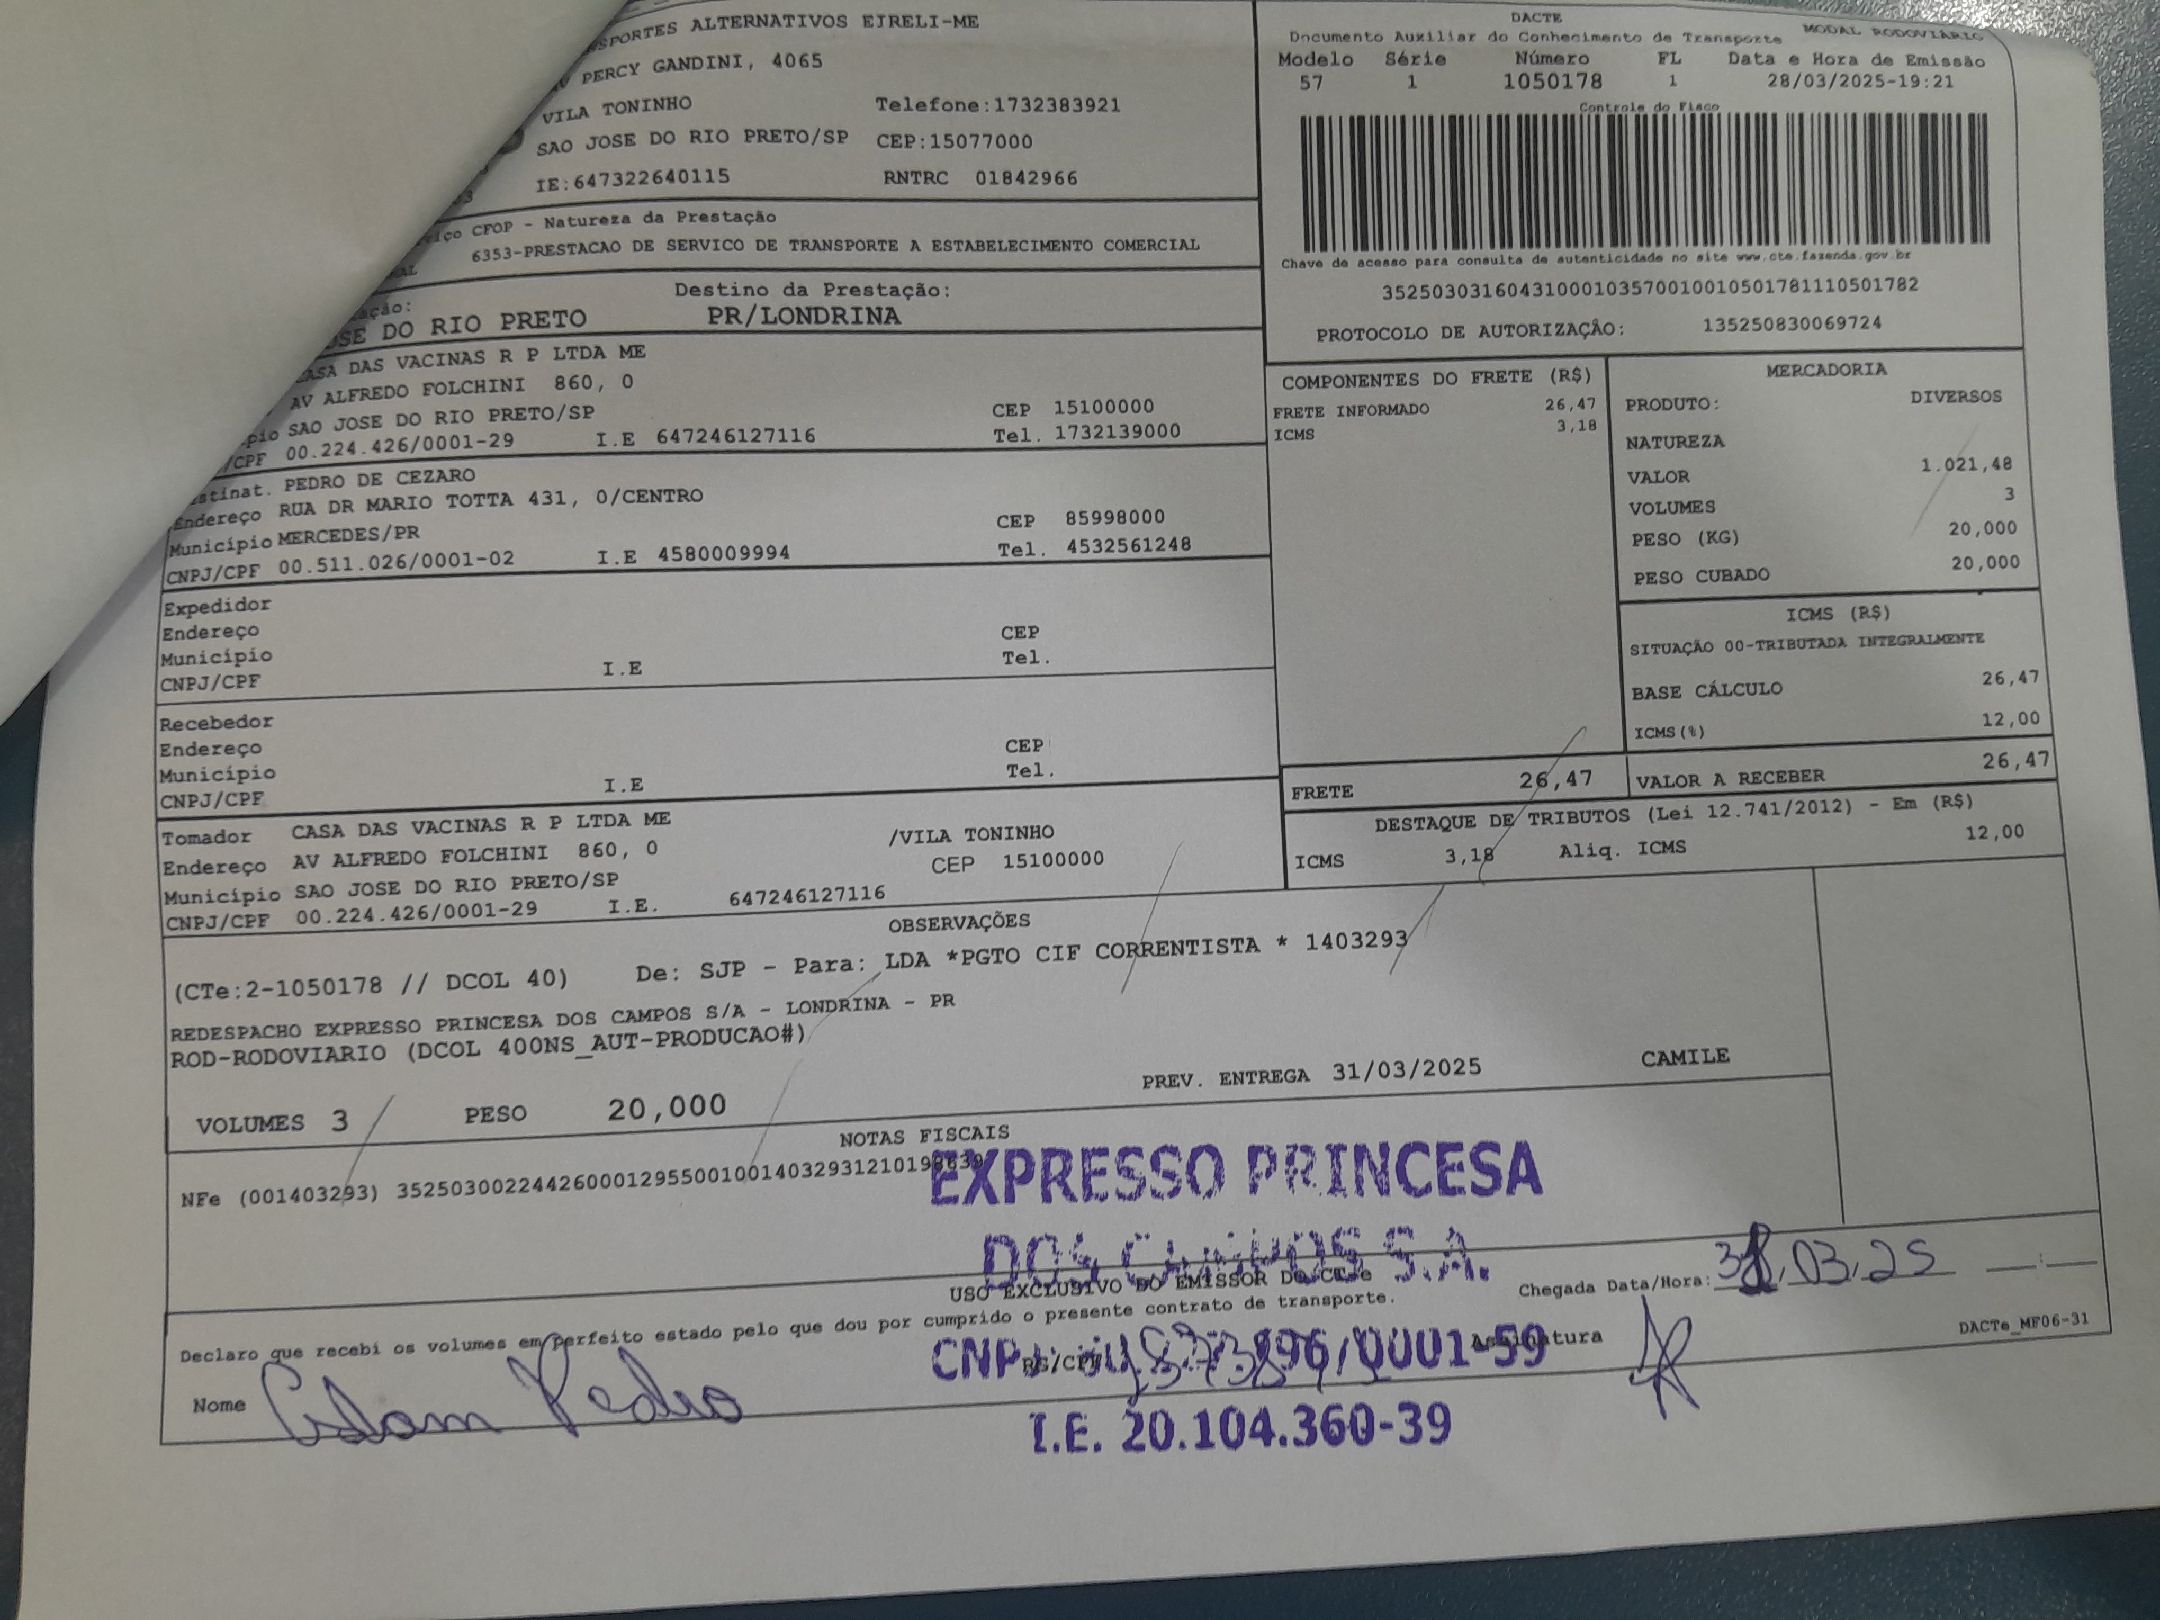 SPORTES ALTERNATIVOS EIRELI-ME
PERCY GANDINI, 4065
VILA TONINHO Telefone:1732383921
SAO JOSE DO RIO PRETO/SP CEP:15077000
IE:647322640115 RNTRC 01842966
CFOP - Natureza da Prestação
6353-PRESTACAO DE SERVICO DE TRANSPORTE A ESTABELECIMENTO COMERCIAL
Destino da Prestação:
DO RIO PRETO PR/LONDRINA
DACTE
Documento Auxiliar do Conhecimento de Transporte MODAL RODOVIÁRIO
Modelo Série Número FL Data e Hora de Emissão
57 1 1050178 1 28/03/2025-19:21
Controle do Fisco
Chave de acesso para consulta de autenticidade no site www.cte.fazenda.gov.br
35250303160431000103570010010501781110501782
PROTOCOLO DE AUTORIZAÇÃO: 135250830069724
CASA DAS VACINAS R P LTDA ME
AV ALFREDO FOLCHINI 860, 0
SAO JOSE DO RIO PRETO/SP CEP 15100000
/CPF 00.224.426/0001-29 I.E 647246127116 Tel. 1732139000
PEDRO DE CEZARO
Endereço RUA DR MARIO TOTTA 431, 0/CENTRO
Município MERCEDES/PR CEP 85998000
CNPJ/CPF 00.511.026/0001-02 I.E 4580009994 Tel. 4532561248
Expedidor
Endereço CEP
Município Tel.
CNPJ/CPF I.E
Recebedor
Endereço CEP
Município Tel.
CNPJ/CPF I.E
Tomador CASA DAS VACINAS R P LTDA ME
Endereço AV ALFREDO FOLCHINI 860, 0 /VILA TONINHO
Município SAO JOSE DO RIO PRETO/SP CEP 15100000
CNPJ/CPF 00.224.426/0001-29 I.E. 647246127116
COMPONENTES DO FRETE (R$)
FRETE INFORMADO 26,47
ICMS 3,18
MERCADORIA
PRODUTO: DIVERSOS
NATUREZA
VALOR 1.021,48
VOLUMES 3
PESO (KG) 20,000
PESO CUBADO 20,000
ICMS (R$)
SITUAÇÃO 00-TRIBUTADA INTEGRALMENTE
BASE CÁLCULO 26,47
ICMS(%) 12,00
FRETE 26,47 VALOR A RECEBER 26,47
DESTAQUE DE TRIBUTOS (Lei 12.741/2012) - Em (R$)
ICMS 3,18 Aliq. ICMS 12,00
OBSERVAÇÕES
(CTe:2-1050178 // DCOL 40) De: SJP - Para: LDA *PGTO CIF CORRENTISTA * 1403293
REDESPACHO EXPRESSO PRINCESA DOS CAMPOS S/A - LONDRINA - PR
ROD-RODOVIARIO (DCOL 400NS_AUT-PRODUCAO#)
PREV. ENTREGA 31/03/2025 CAMILE
VOLUMES 3 PESO 20,000
NOTAS FISCAIS
NFe (001403293)
EXPRESSO PRINCESA
DOS CAMPOS S.A.
USO EXCLUSIVO DO EMISSOR DO CT-e
Chegada Data/Hora: 31.03.25
Declaro que recebi os volumes em perfeito estado pelo que dou por cumprido o presente contrato de transporte.
Nome Pedro RG/CPF Assinatura
/0001-59
I.E. 20.104.360-39
DACTe_MF06-31